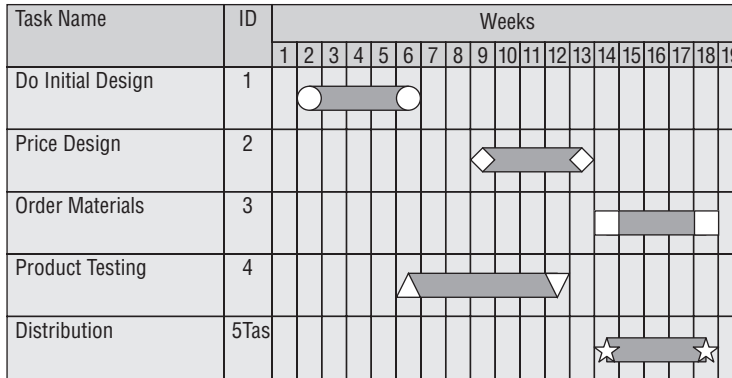 Task Name ID Weeks
1 2 3 4 5 6 7 8 9 10 11 12 13 14 15 16 17 18 19
Do Initial Design 1
Price Design 2
Order Materials 3
Product Testing 4
Distribution 5Tas